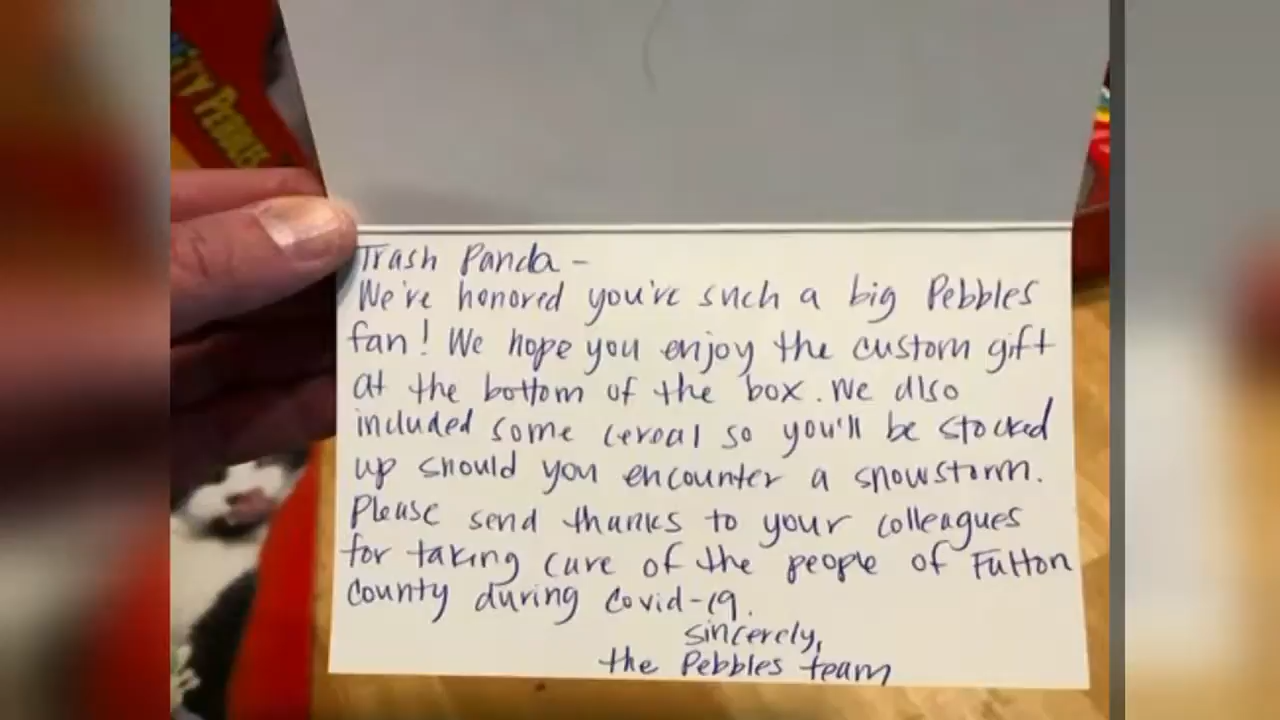 PEBBLES
Trash Panda -
We're honored you're such a big Pebbles
fan! We hope you enjoy the custom gift
at the bottom of the box. We also
included some cereal so you'll be stocked
up should you encounter a snowstorm.
Please send thanks to your colleagues
for taking care of the people of Fulton
County during Covid-19.
sincerely,
the Pebbles team